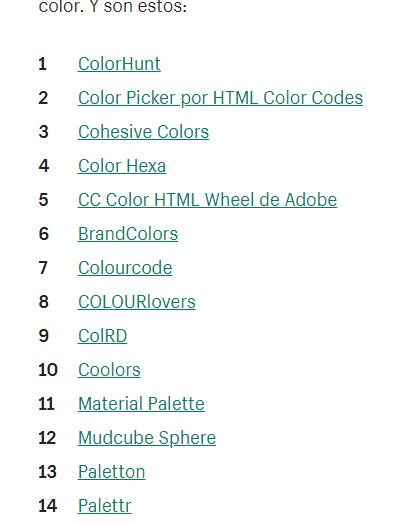 color. Y son estos:
1 ColorHunt
2 Color Picker por HTML Color Codes
3 Cohesive Colors
4 Color Hexa
5 CC Color HTML Wheel de Adobe
6 BrandColors
7 Colourcode
8 COLOURlovers
9 ColRD
10 Coolors
11 Material Palette
12 Mudcube Sphere
13 Paletton
14 Palettr